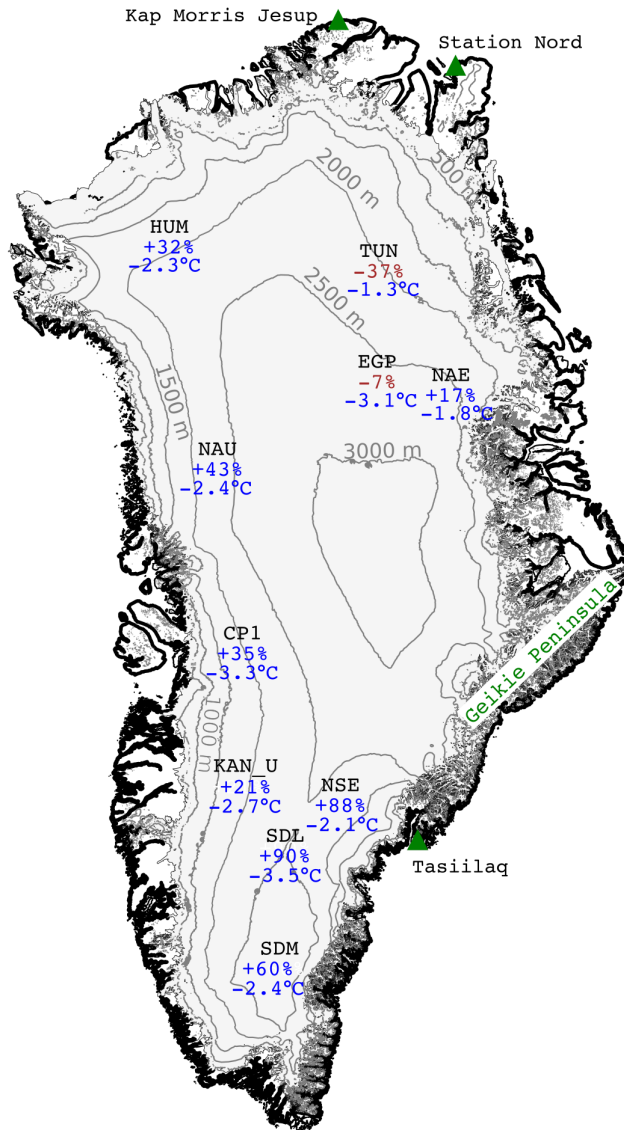 Kap Morris Jesup
Station Nord
500 m
2000 m
HUM
+32%
−2.3°C
TUN
−37%
−1.3°C
2500 m
EGP
−7%
−3.1°C
NAE
+17%
−1.8°C
1500 m
NAU
+43%
−2.4°C
3000 m
Geikie Peninsula
CP1
+35%
−3.3°C
1000 m
KAN_U
+21%
−2.7°C
NSE
+88%
−2.1°C
SDL
+90%
−3.5°C
Tasiilaq
SDM
+60%
−2.4°C